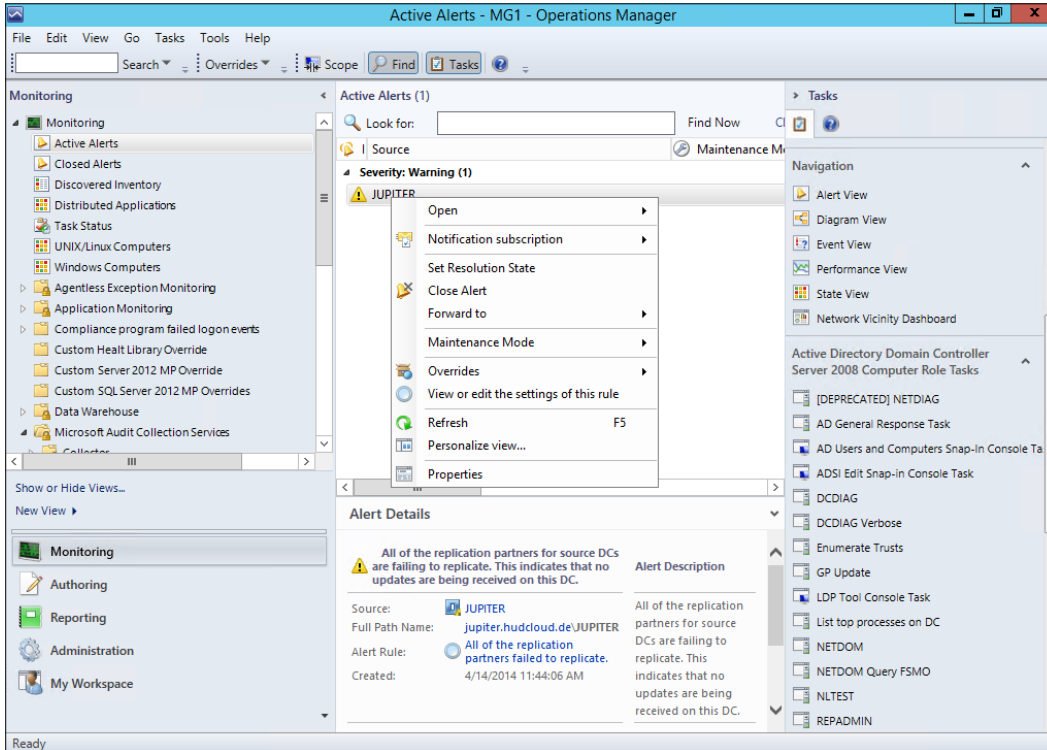 Active Alerts - MG1 - Operations Manager
File Edit View Go Tasks Tools Help
Search Overrides Scope Find Tasks
Monitoring
Monitoring
Active Alerts
Closed Alerts
Discovered Inventory
Distributed Applications
Task Status
UNIX/Linux Computers
Windows Computers
Agentless Exception Monitoring
Application Monitoring
Compliance program failed logon events
Custom Healt Library Override
Custom Server 2012 MP Override
Custom SQL Server 2012 MP Overrides
Data Warehouse
Microsoft Audit Collection Services
Collector
Show or Hide Views...
New View
Monitoring
Authoring
Reporting
Administration
My Workspace
Ready
Active Alerts (1)
Look for: Find Now Cl
I Source Maintenance Mo
Severity: Warning (1)
JUPITER
Open
Notification subscription
Set Resolution State
Close Alert
Forward to
Maintenance Mode
Overrides
View or edit the settings of this rule
Refresh F5
Personalize view...
Properties
Alert Details
All of the replication partners for source DCs
are failing to replicate. This indicates that no
updates are being received on this DC.
Source: JUPITER
Full Path Name: jupiter.hudcloud.de\JUPITER
Alert Rule: All of the replication
partners failed to replicate.
Created: 4/14/2014 11:44:06 AM
Alert Description
All of the replication
partners for source
DCs are failing to
replicate. This
indicates that no
updates are being
received on this DC.
Tasks
Navigation
Alert View
Diagram View
Event View
Performance View
State View
Network Vicinity Dashboard
Active Directory Domain Controller
Server 2008 Computer Role Tasks
[DEPRECATED] NETDIAG
AD General Response Task
AD Users and Computers Snap-In Console Ta
ADSI Edit Snap-in Console Task
DCDIAG
DCDIAG Verbose
Enumerate Trusts
GP Update
LDP Tool Console Task
List top processes on DC
NETDOM
NETDOM Query FSMO
NLTEST
REPADMIN